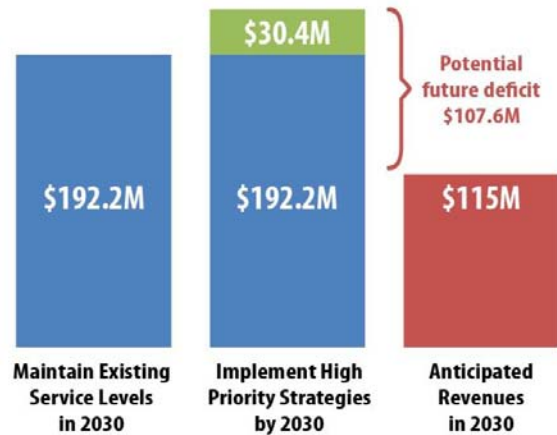 $30.4M
Potential
future deficit
$107.6M
$192.2M
$192.2M
$115M
Maintain Existing
Service Levels
in 2030
Implement High
Priority Strategies
by 2030
Anticipated
Revenues
in 2030